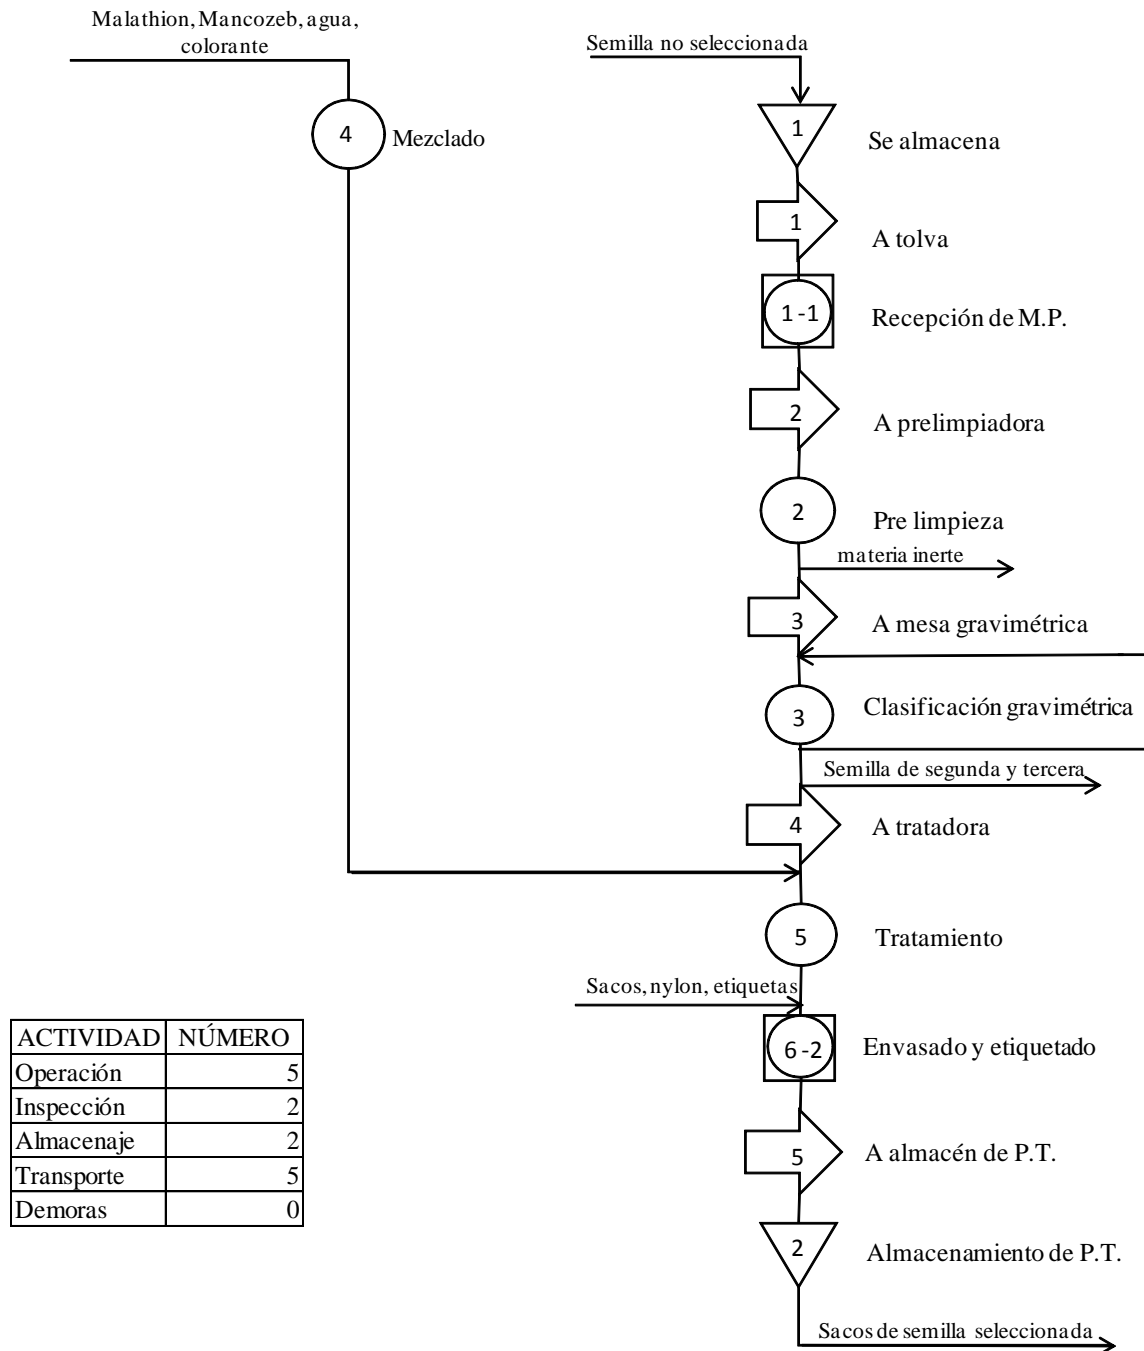 Malathion, Mancozeb, agua,
colorante
4
Mezclado
Semilla no seleccionada
1
Se almacena
1
A tolva
1 -1
Recepción de M.P.
2
A prelimpiadora
2
Pre limpieza
materia inerte
3
A mesa gravimétrica
3
Clasificación gravimétrica
Semilla de segunda y tercera
4
A tratadora
5
Tratamiento
Sacos, nylon, etiquetas
6 -2
Envasado y etiquetado
5
A almacén de P.T.
2
Almacenamiento de P.T.
Sacos de semilla seleccionada
ACTIVIDAD NÚMERO
Operación 5
Inspección 2
Almacenaje 2
Transporte 5
Demoras 0